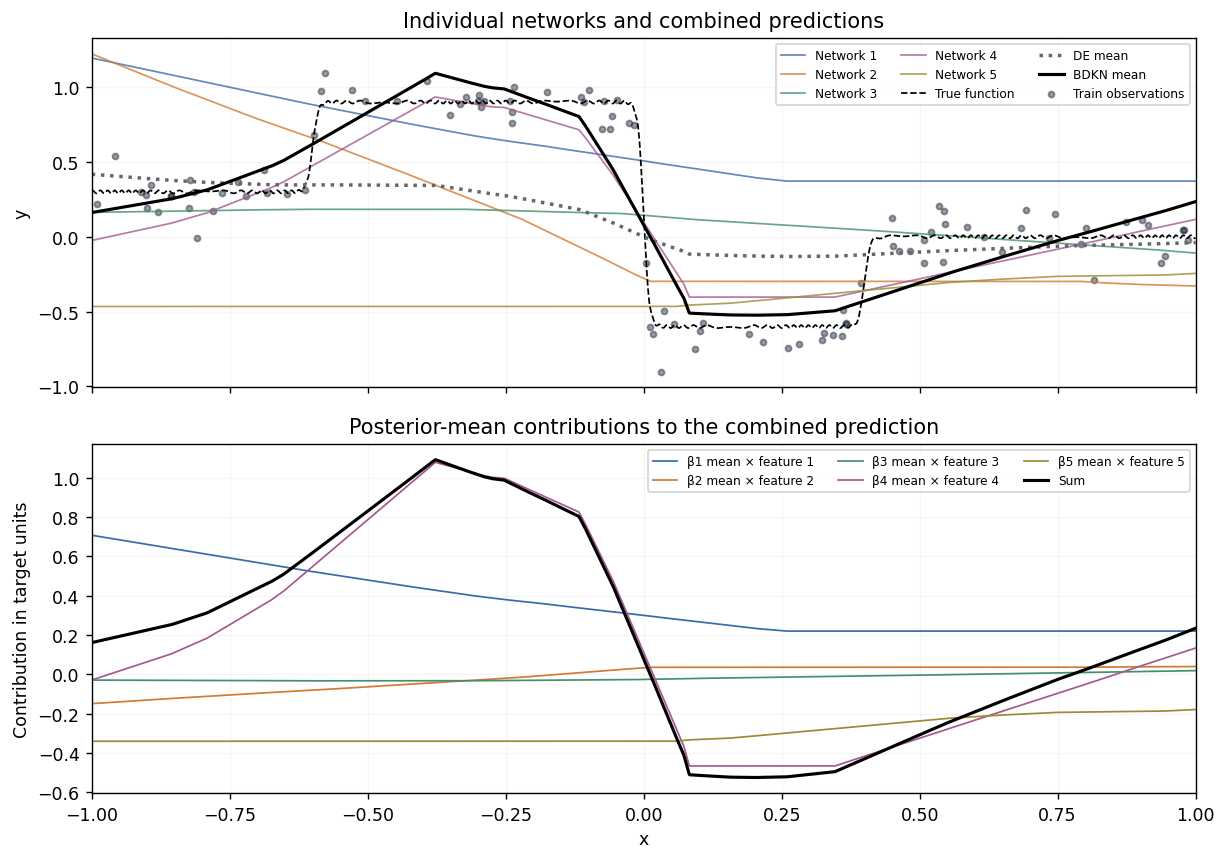 Individual networks and combined predictions
Network 1
Network 2
Network 3
Network 4
Network 5
True function
DE mean
BDKN mean
Train observations
y
1.0
0.5
0.0
−0.5
−1.0
Posterior-mean contributions to the combined prediction
β1 mean × feature 1
β2 mean × feature 2
β3 mean × feature 3
β4 mean × feature 4
β5 mean × feature 5
Sum
Contribution in target units
1.0
0.8
0.6
0.4
0.2
0.0
−0.2
−0.4
−0.6
−1.00 −0.75 −0.50 −0.25 0.00 0.25 0.50 0.75 1.00
x